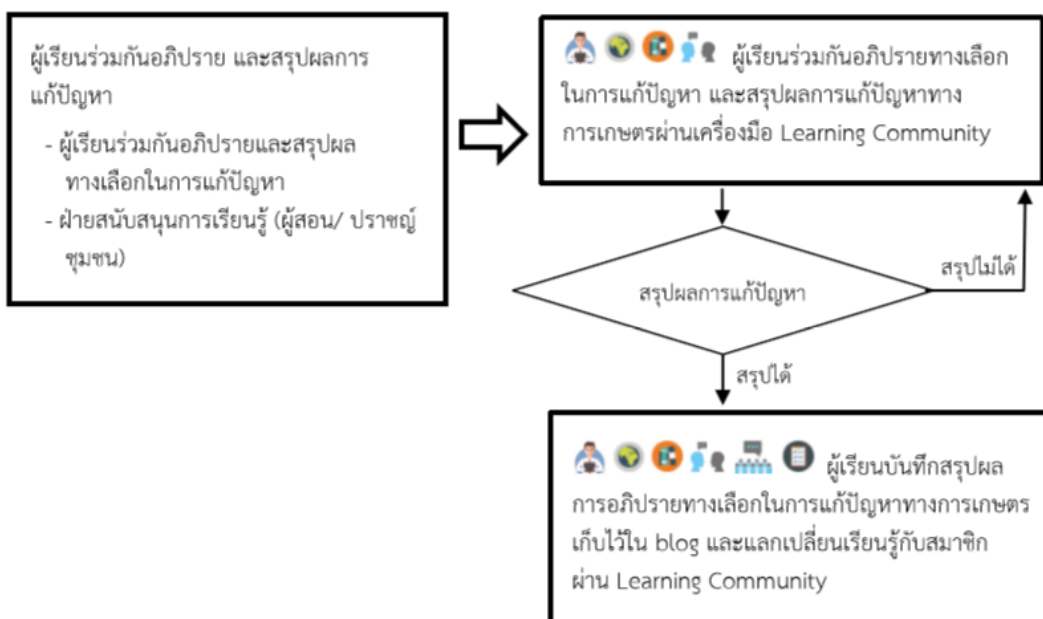 ผู้เรียนร่วมกันอภิปราย และสรุปผลการ
แก้ปัญหา
- ผู้เรียนร่วมกันอภิปรายและสรุปผล
ทางเลือกในการแก้ปัญหา
- ฝ่ายสนับสนุนการเรียนรู้ (ผู้สอน/ ปราชญ์
ชุมชน)
ผู้เรียนร่วมกันอภิปรายทางเลือก
ในการแก้ปัญหา และสรุปผลการแก้ปัญหาทาง
การเกษตรผ่านเครื่องมือ Learning Community
สรุปผลการแก้ปัญหา
สรุปไม่ได้
สรุปได้
ผู้เรียนบันทึกสรุปผล
การอภิปรายทางเลือกในการแก้ปัญหาทางการเกษตร
เก็บไว้ใน blog และแลกเปลี่ยนเรียนรู้กับสมาชิก
ผ่าน Learning Community